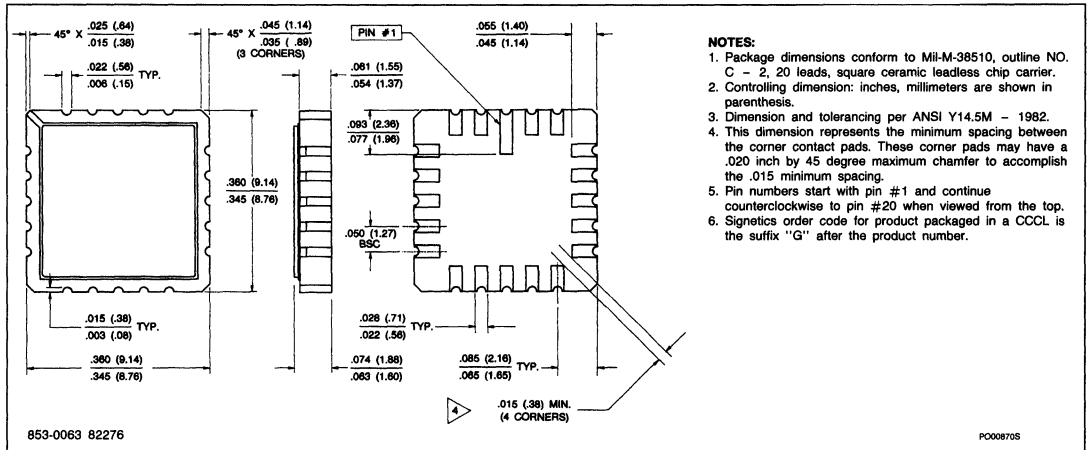 45° X .025 (.64)
.015 (.38)
45° X .045 (1.14)
.035 ( .89)
(3 CORNERS)
PIN #1
.055 (1.40)
.045 (1.14)
.022 (.56) TYP.
.006 (.15)
.061 (1.55)
.054 (1.37)
.093 (2.36)
.077 (1.96)
.360 (9.14)
.345 (8.76)
.050 (1.27)
BSC
.015 (.38) TYP.
.003 (.08)
.028 (.71) TYP.
.022 (.56)
.360 (9.14)
.345 (8.76)
.074 (1.88)
.063 (1.60)
.085 (2.16) TYP.
.065 (1.65)
4
.015 (.38) MIN.
(4 CORNERS)
NOTES:
1. Package dimensions conform to Mil-M-38510, outline NO.
C – 2, 20 leads, square ceramic leadless chip carrier.
2. Controlling dimension: inches, millimeters are shown in
parenthesis.
3. Dimension and tolerancing per ANSI Y14.5M – 1982.
4. This dimension represents the minimum spacing between
the corner contact pads. These corner pads may have a
.020 inch by 45 degree maximum chamfer to accomplish
the .015 minimum spacing.
5. Pin numbers start with pin #1 and continue
counterclockwise to pin #20 when viewed from the top.
6. Signetics order code for product packaged in a CCCL is
the suffix ''G'' after the product number.
853-0063 82276
PO00870S